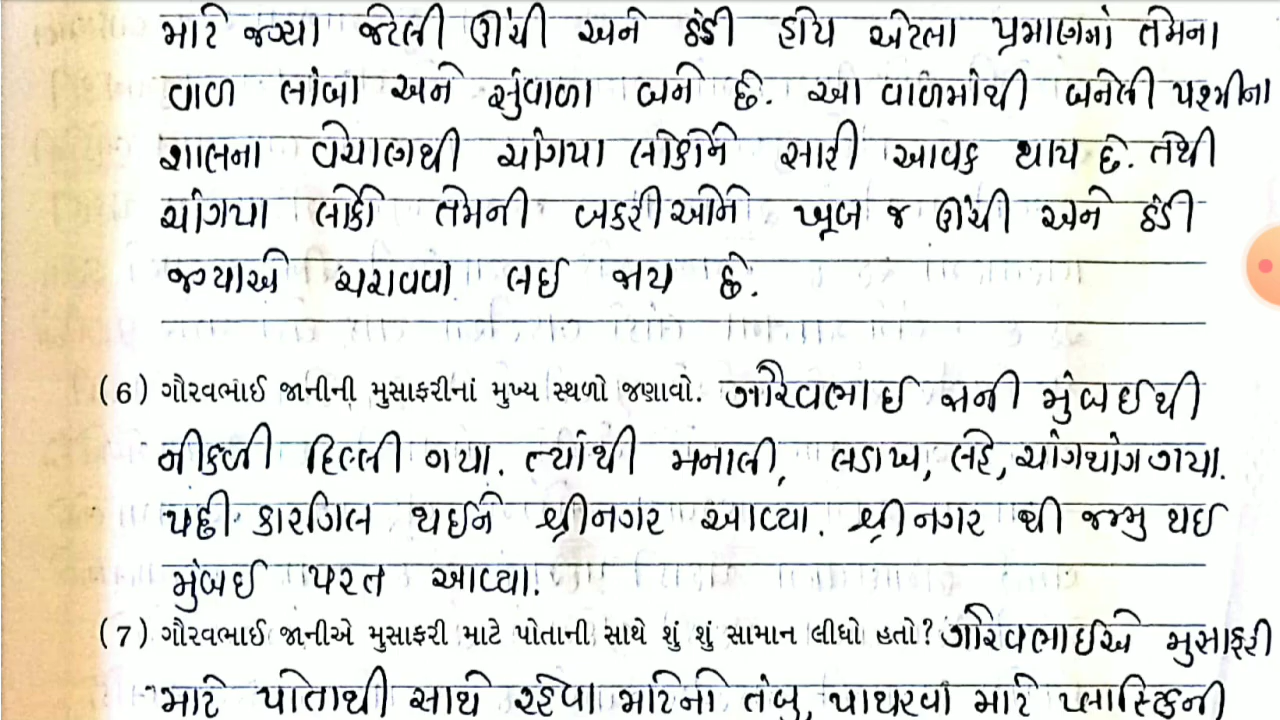 માટે જગ્યા જેટલી ઊંચી અને ઠંડી હોય એટલા પ્રમાણમાં તેમના
વાળ લાંબા અને સુંવાળા બને છે. આ વાળમાંથી બનેલી પશ્મીના
શાલના વેચાણથી ચાંગપા લોકોને સારી આવક થાય છે. તેથી
ચાંગપા લોકો તેમની બકરીઓને ખૂબ જ ઊંચી અને ઠંડી
જગ્યાએ ચરાવવા લઈ જાય છે.
(6) ગૌરવભાઈ જાનીની મુસાફરીનાં મુખ્ય સ્થળો જણાવો. ગૌરવભાઈ જાની મુંબઈથી
નીકળી દિલ્લી ગયા. ત્યાંથી મનાલી, લડાખ, લેહ, ચાંગથાંગ ગયા.
પછી કારગિલ થઈને શ્રીનગર આવ્યા. શ્રીનગર થી જમ્મુ થઈ
મુંબઈ પરત આવ્યા.
(7) ગૌરવભાઈ જાનીએ મુસાફરી માટે પોતાની સાથે શું શું સામાન લીધો હતો? ગૌરવભાઈએ મુસાફરી
માટે પોતાથી સાથે રહેવા માટેનો તંબુ, પાથરવા માટે પ્લાસ્ટિકની